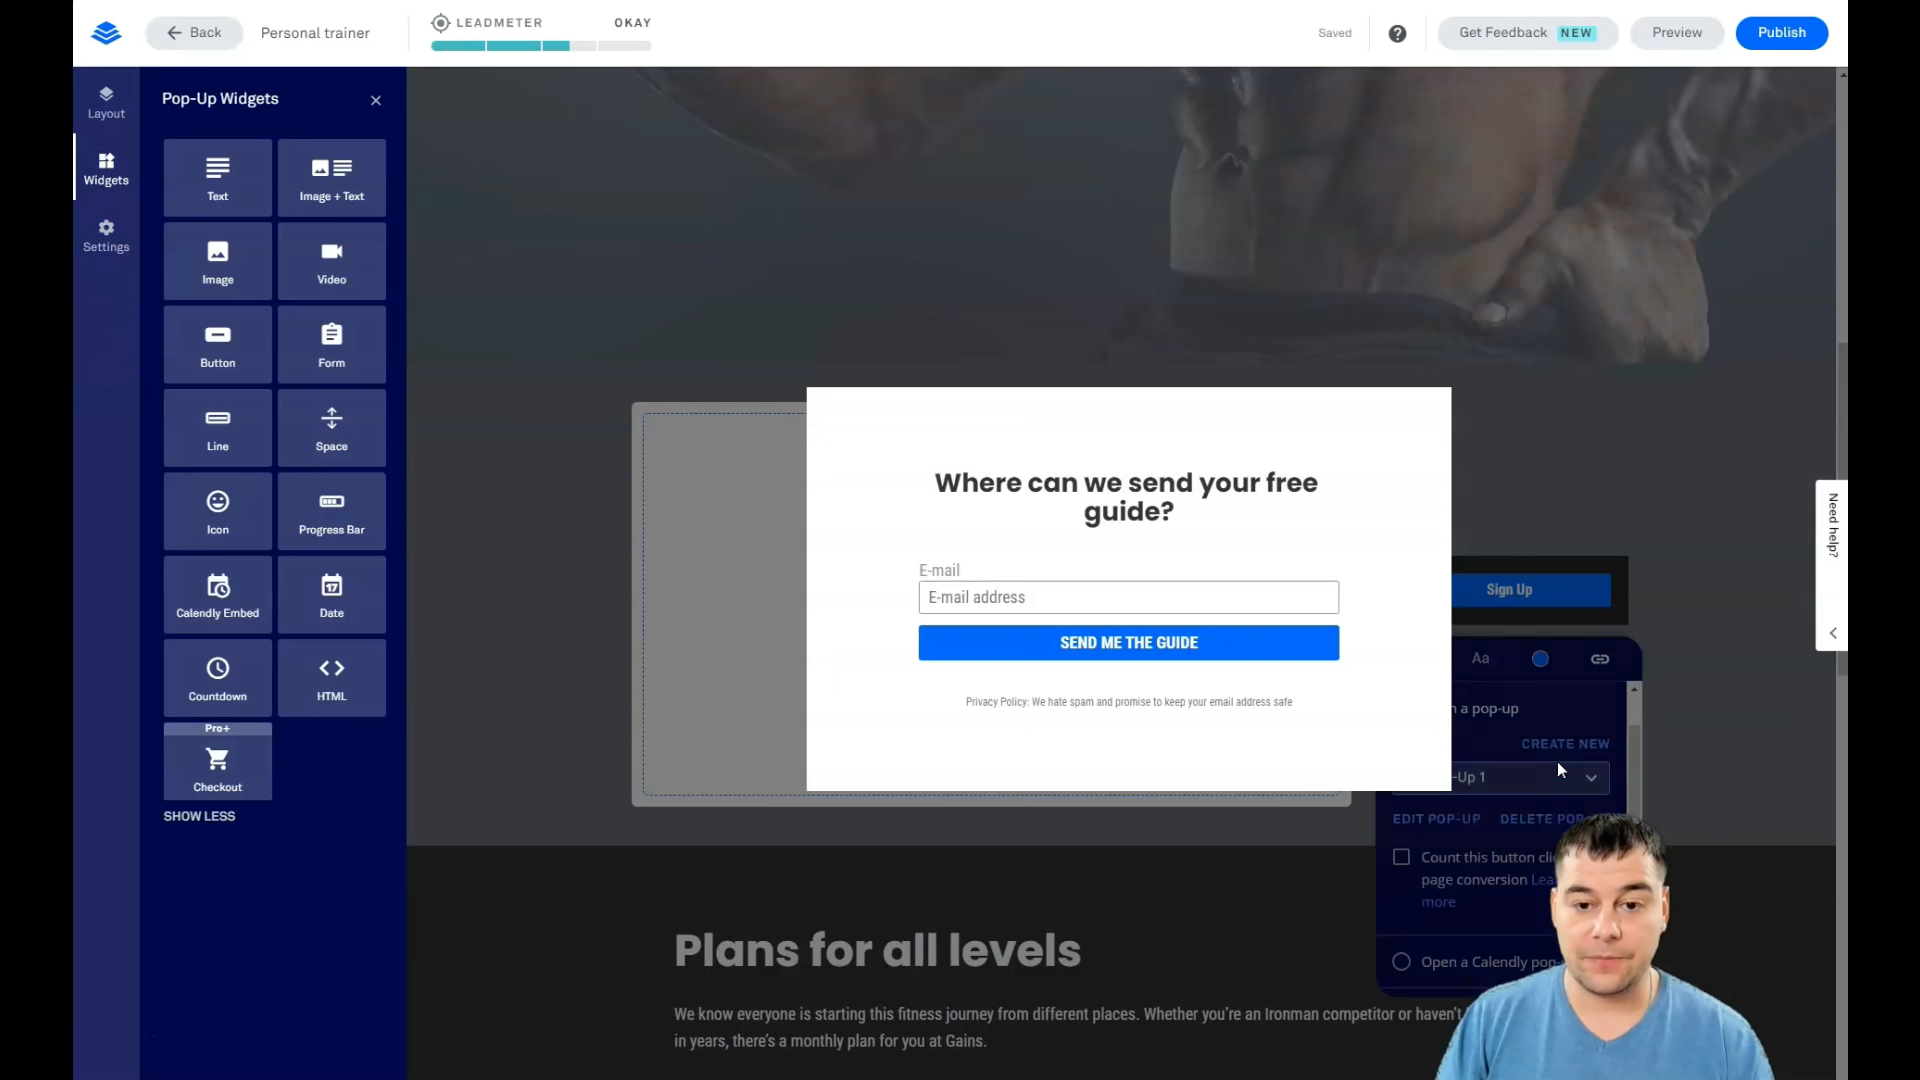 Back
Personal trainer
LEADMETER
OKAY
Saved
?
Get Feedback NEW
Preview
Publish
Layout
Widgets
Settings
Pop-Up Widgets
Text
Image + Text
Image
Video
Button
Form
Line
Space
Icon
Progress Bar
Calendly Embed
17
Date
Countdown
HTML
Pro+
Checkout
SHOW LESS
Where can we send your free
guide?
E-mail
E-mail address
SEND ME THE GUIDE
Privacy Policy: We hate spam and promise to keep your email address safe
Sign Up
Aa
a pop-up
CREATE NEW
-Up 1
EDIT POP-UP
DELETE POP
Count this button cli
page conversion Lea
more
Open a Calendly pop-
Need help?
Plans for all levels
We know everyone is starting this fitness journey from different places. Whether you're an Ironman competitor or haven't
in years, there's a monthly plan for you at Gains.